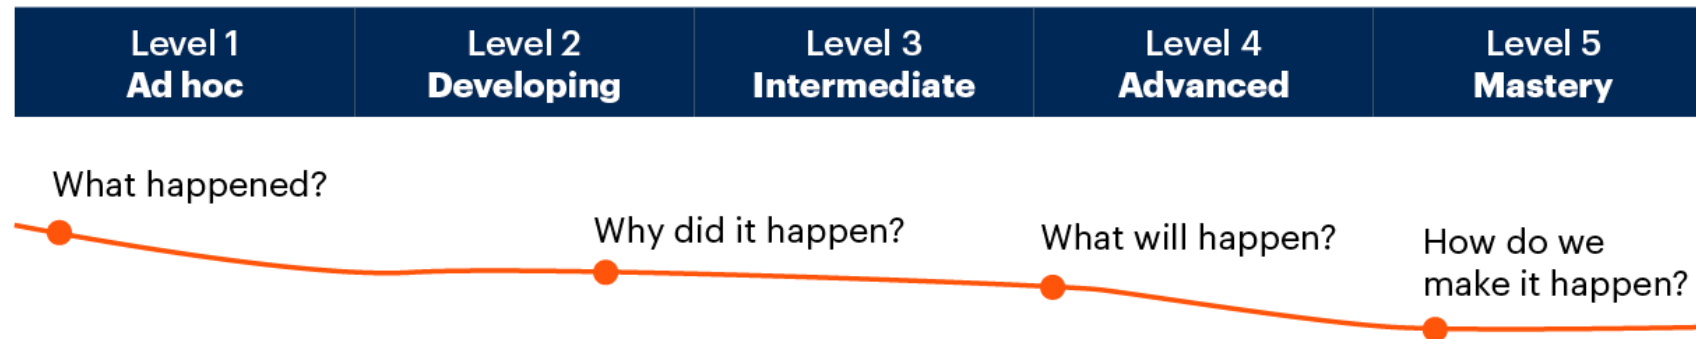 Level 1
Ad hoc
Level 2
Developing
Level 3
Intermediate
Level 4
Advanced
Level 5
Mastery
What happened?
Why did it happen?
What will happen?
How do we
make it happen?